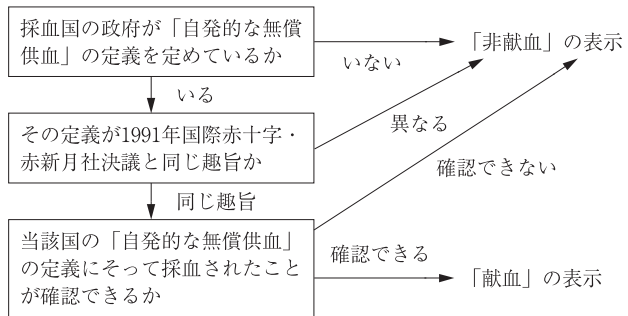 採血国の政府が「自発的な無償
供血」の定義を定めているか
いない
「非献血」の表示
いる
その定義が1991年国際赤十字・
赤新月社決議と同じ趣旨か
異なる
同じ趣旨
確認できない
当該国の「自発的な無償供血」
の定義にそって採血されたこと
が確認できるか
確認できる
「献血」の表示